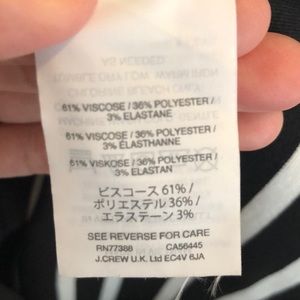 61% VISCOSE / 36% POLYESTER /
3% ELASTANE
61% VISCOSE / 36% POLYESTER /
3% ÉLASTHANNE
61% VISKOSE / 36% POLYESTER /
3% ELASTAN
ビスコース 61% /
ポリエステル 36% /
エラステーン 3%
SEE REVERSE FOR CARE
RN77388 CA56445
J.CREW U.K. Ltd EC4V 6JA